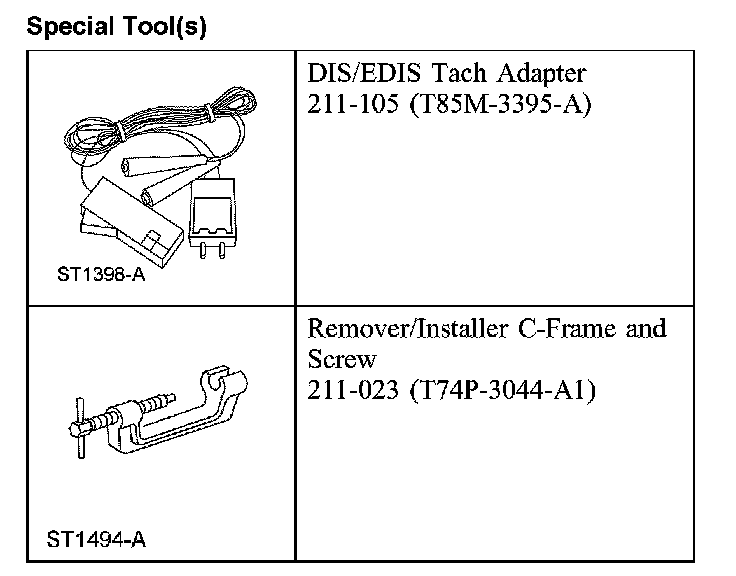 Special Tool(s)
DIS/EDIS Tach Adapter
211-105 (T85M-3395-A)
ST1398-A
Remover/Installer C-Frame and
Screw
211-023 (T74P-3044-A1)
ST1494-A